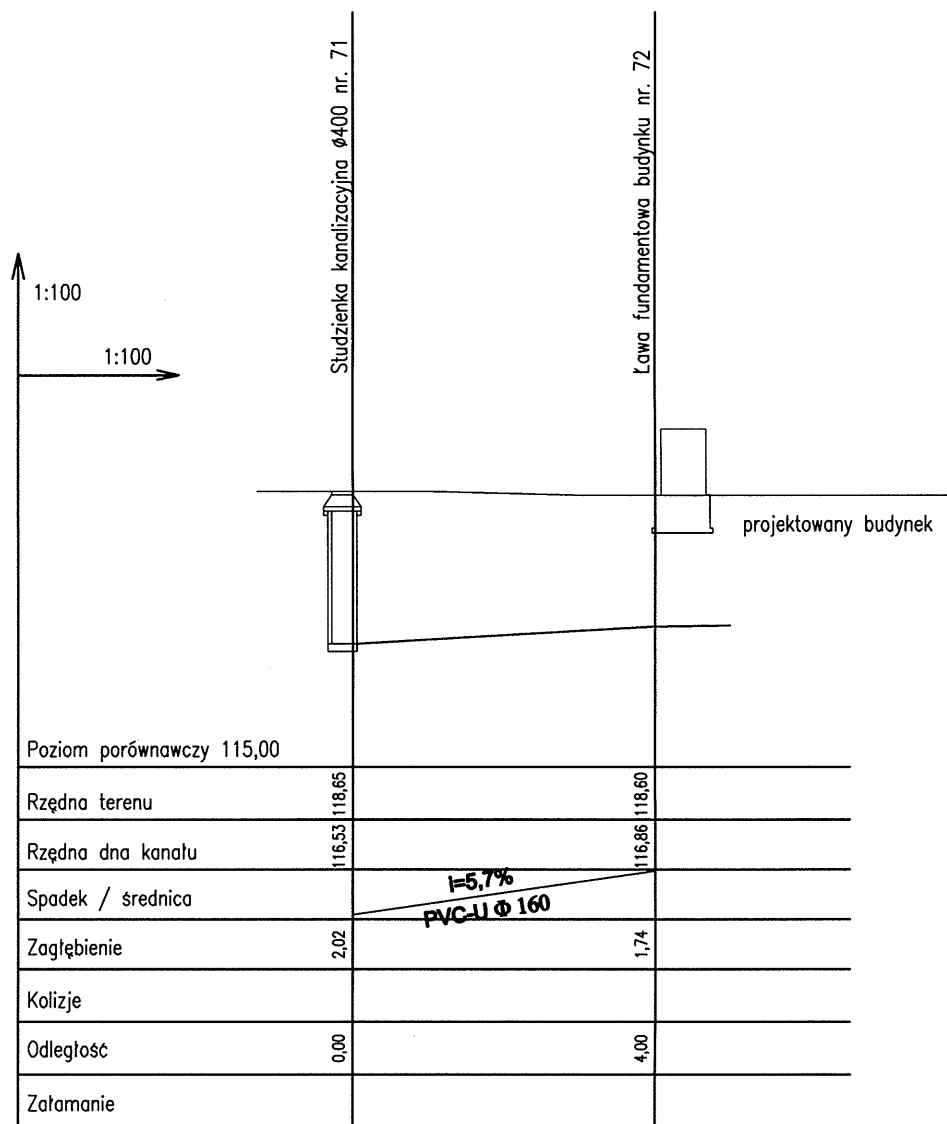 Studzienka kanalizacyjna ø400 nr. 71
Ława fundamentowa budynku nr. 72
1:100
1:100
projektowany budynek
Poziom porównawczy 115,00
Rzędna terenu 118,65 118,60
Rzędna dna kanału 116,53 116,86
Spadek / średnica
i=5,7%
PVC-U Φ 160
Zagłębienie 2,02 1,74
Kolizje
Odległość 0,00 4,00
Załamanie